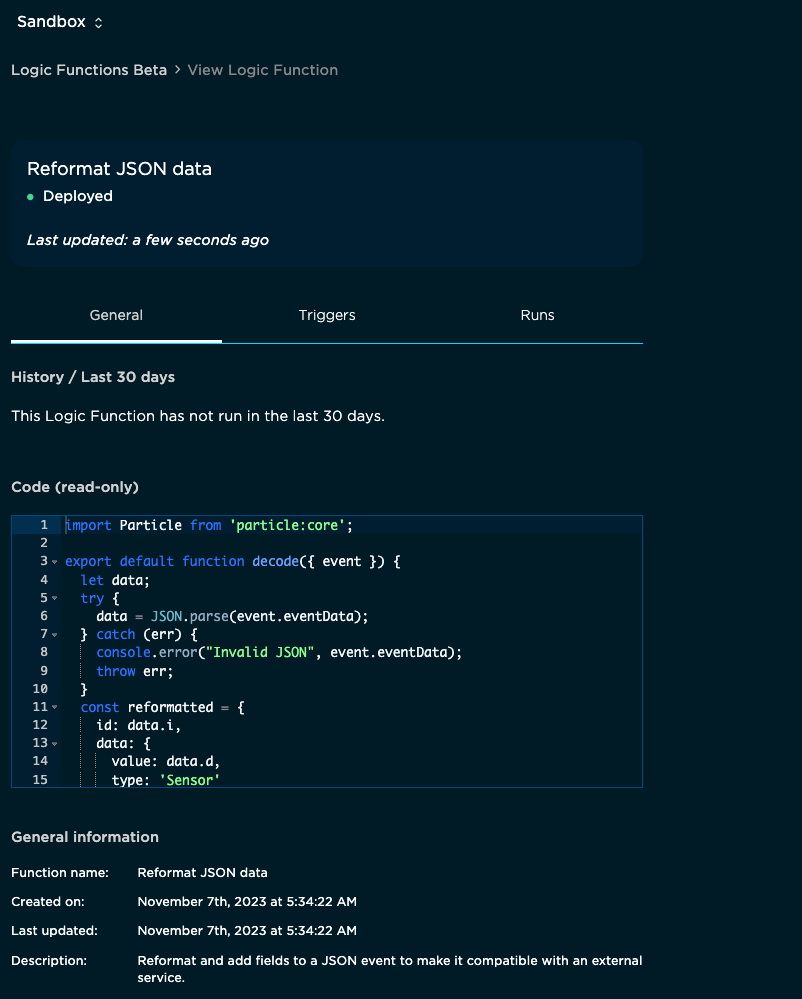 Sandbox
Logic Functions Beta > View Logic Function
Reformat JSON data
Deployed
Last updated: a few seconds ago
General Triggers Runs
History / Last 30 days
This Logic Function has not run in the last 30 days.
Code (read-only)
1 import Particle from 'particle:core';
2
3 export default function decode({ event }) {
4 let data;
5 try {
6 data = JSON.parse(event.eventData);
7 } catch (err) {
8 console.error("Invalid JSON", event.eventData);
9 throw err;
10 }
11 const reformatted = {
12 id: data.i,
13 data: {
14 value: data.d,
15 type: 'Sensor'
General information
Function name: Reformat JSON data
Created on: November 7th, 2023 at 5:34:22 AM
Last updated: November 7th, 2023 at 5:34:22 AM
Description: Reformat and add fields to a JSON event to make it compatible with an external
service.